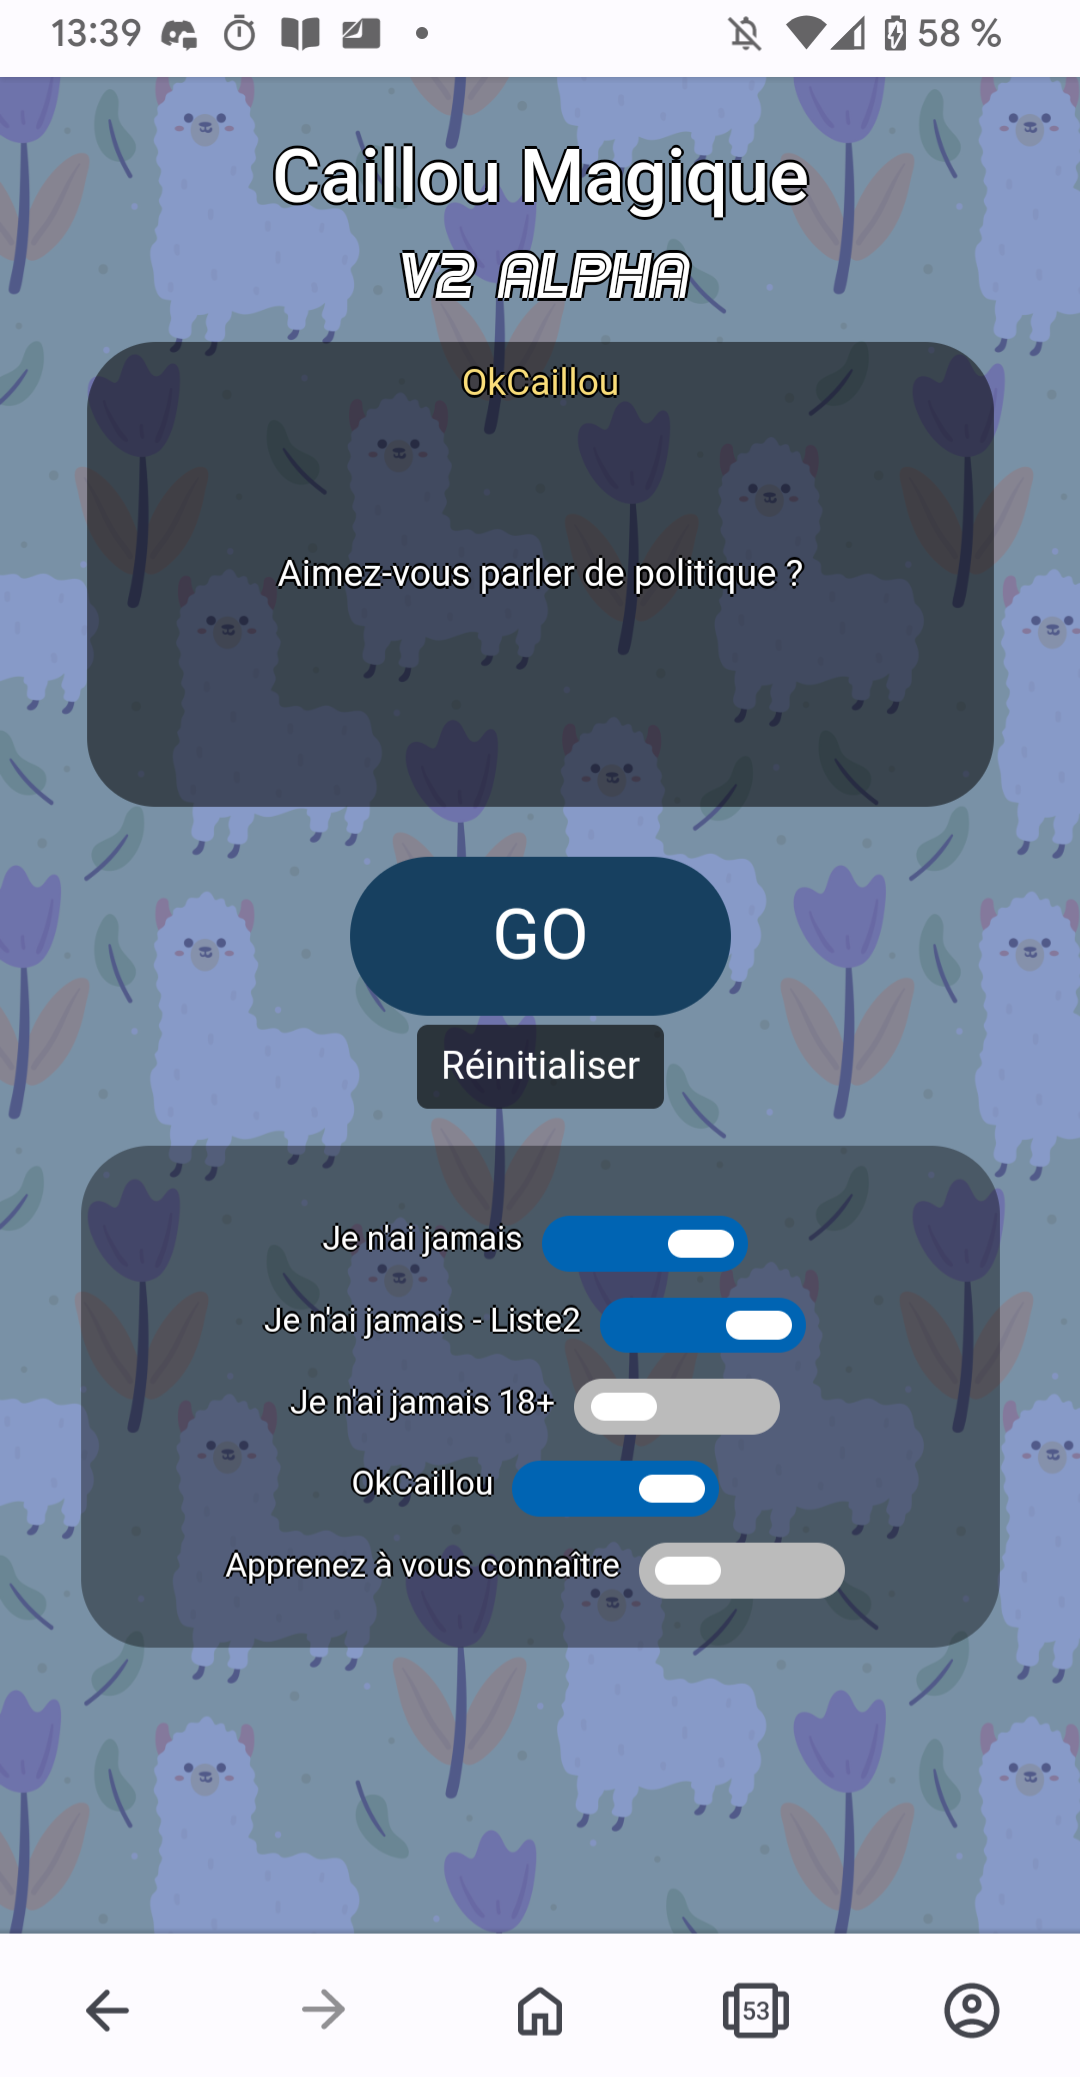 13:39
58 %
Caillou Magique
V2 ALPHA
OkCaillou
Aimez-vous parler de politique ?
GO
Réinitialiser
Je n'ai jamais
Je n'ai jamais - Liste2
Je n'ai jamais 18+
OkCaillou
Apprenez à vous connaître
53